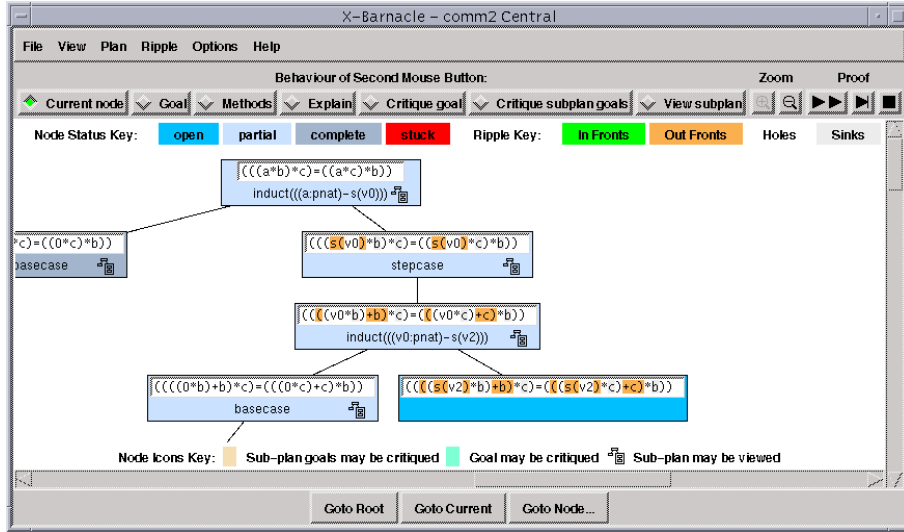 X-Barnacle - comm2 Central
File View Plan Ripple Options Help
Behaviour of Second Mouse Button: Zoom Proof
Current node Goal Methods Explain Critique goal Critique subplan goals View subplan
Node Status Key: open partial complete stuck Ripple Key: In Fronts Out Fronts Holes Sinks
(((a*b)*c)=((a*c)*b))
induct(((a:pnat)-s(v0)))
*c)=((0*c)*b)) (((s(v0)*b)*c)=((s(v0)*c)*b))
basecase stepcase
((((v0*b)+b)*c)=(((v0*c)+c)*b))
induct(((v0:pnat)-s(v2)))
((((0*b)+b)*c)=(((0*c)+c)*b)) ((((s(v2)*b)+b)*c)=(((s(v2)*c)+c)*b))
basecase
Node Icons Key: Sub-plan goals may be critiqued Goal may be critiqued Sub-plan may be viewed
Goto Root Goto Current Goto Node...